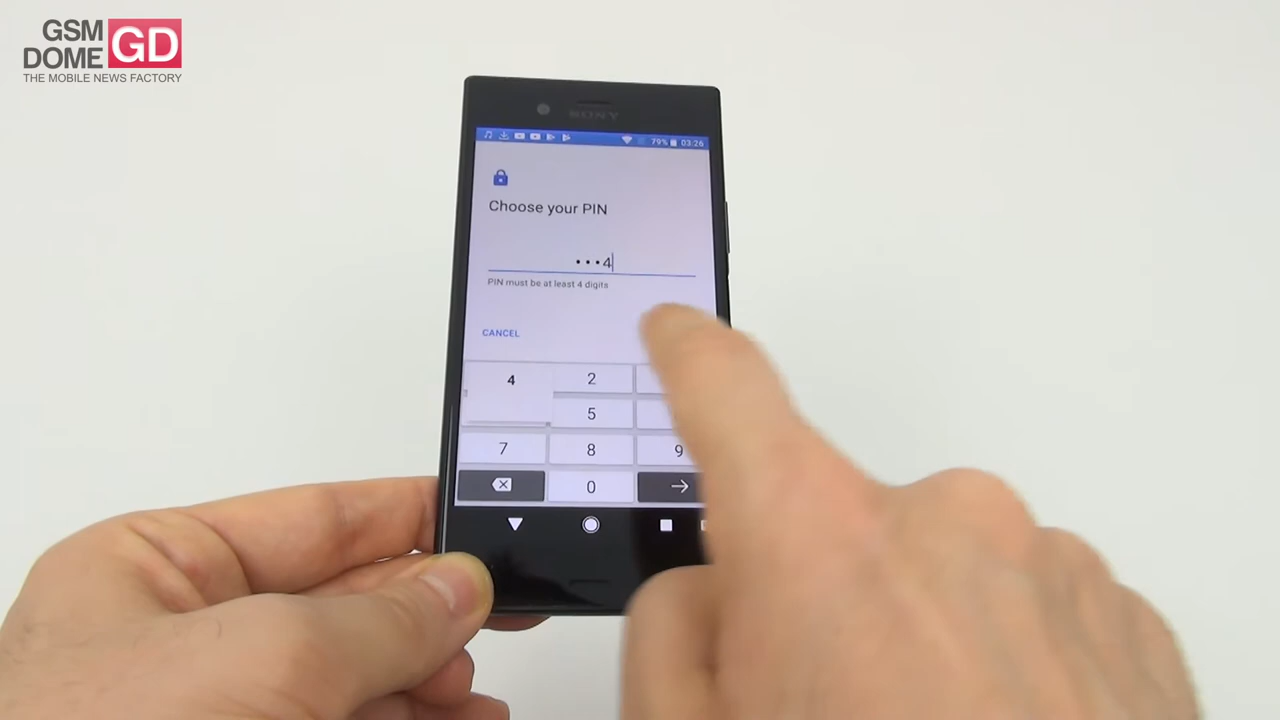 GSM
DOME GD
THE MOBILE NEWS FACTORY
SONY
79% 03:26
Choose your PIN
•••4
PIN must be at least 4 digits
CANCEL
4 2
5
7 8 9
0